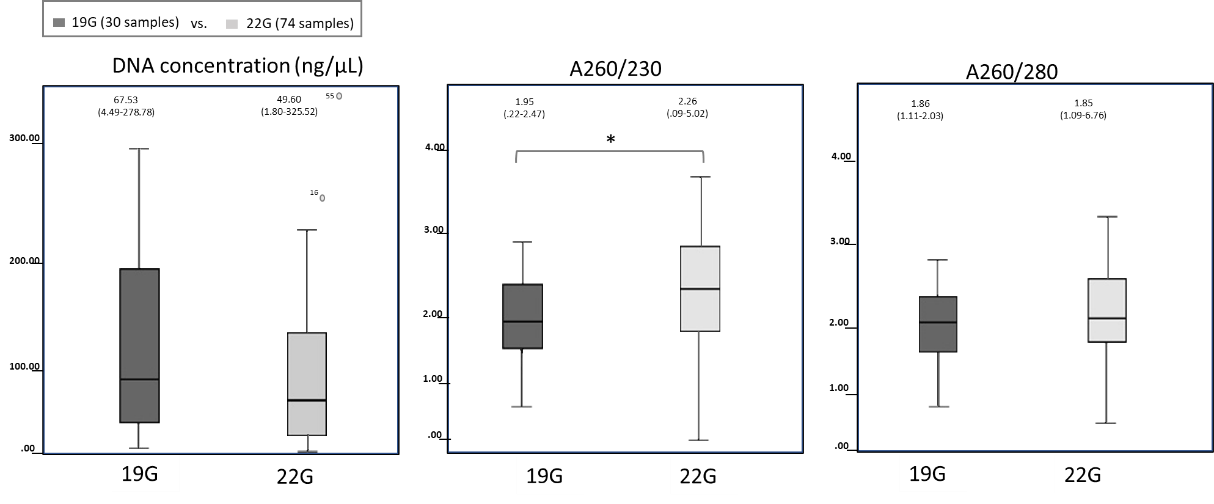 19G (30 samples) vs. 22G (74 samples)
DNA concentration (ng/µL)
67.53
(4.49-278.78)
49.60
(1.80-325.52)
55
16
300.00
200.00
100.00
.00
19G
22G
A260/230
1.95
(.22-2.47)
2.26
(.09-5.02)
*
4.00
3.00
2.00
1.00
.00
19G
22G
A260/280
1.86
(1.11-2.03)
1.85
(1.09-6.76)
4.00
3.00
2.00
1.00
.00
19G
22G